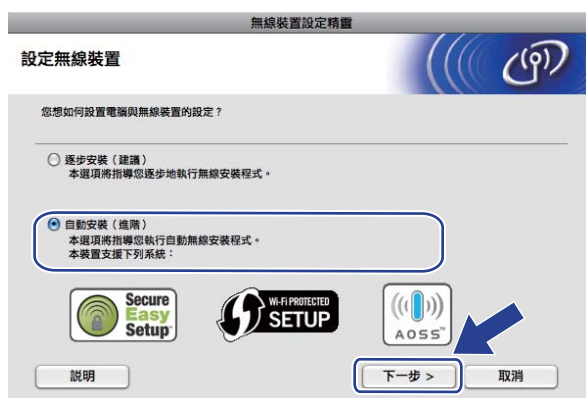 無線裝置設定精靈
設定無線裝置
您想如何設置電腦與無線裝置的設定？
逐步安裝（建議）
本選項將指導您逐步地執行無線安裝程式。
自動安裝（進階）
本選項將指導您執行自動無線安裝程式。
本裝置支援下列系統：
Secure
Easy
Setup™
Wi-Fi PROTECTED
SETUP
AOSS™
説明
下一步 >
取消